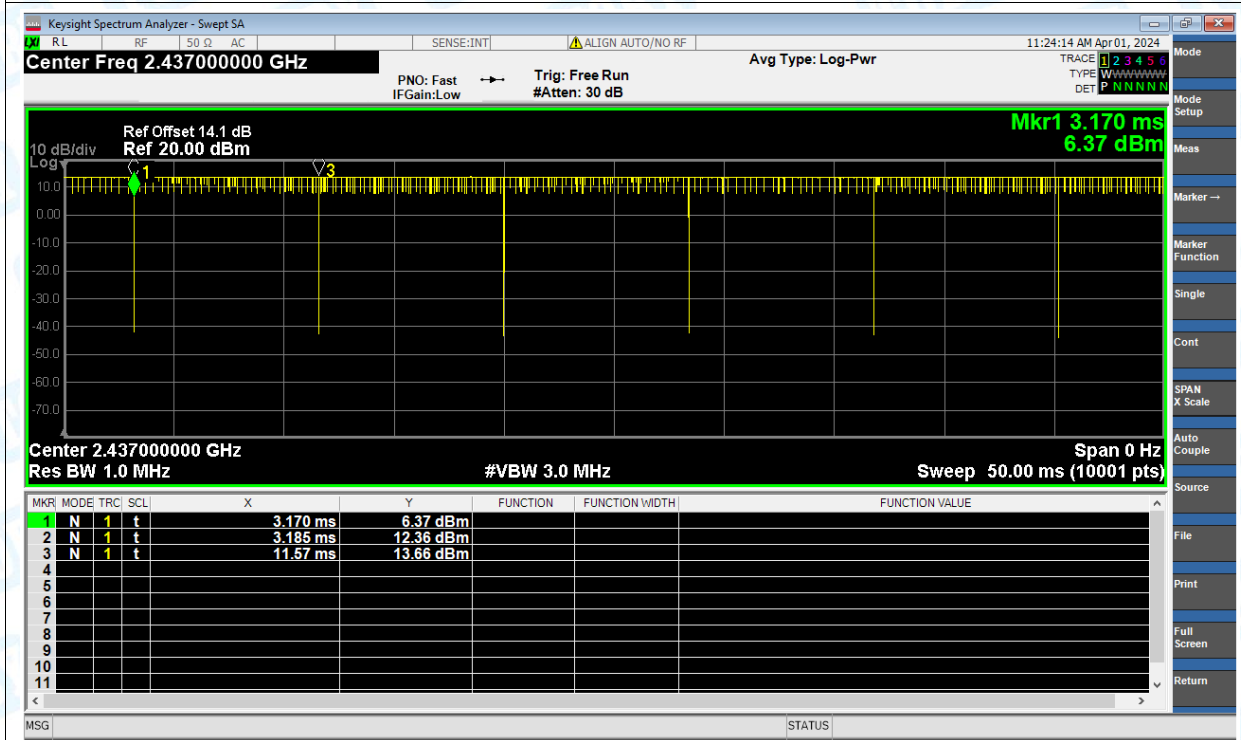 Keysight Spectrum Analyzer - Swept SA
LXI RL RF 50 Ω AC SENSE:INT ALIGN AUTO/NO RF 11:24:14 AM Apr 01, 2024
Center Freq 2.437000000 GHz
PNO: Fast
IFGain:Low
Trig: Free Run
#Atten: 30 dB
Avg Type: Log-Pwr
TRACE 1 2 3 4 5 6
TYPE WWWWWW
DET P N N N N N
Ref Offset 14.1 dB
10 dB/div Ref 20.00 dBm
Log
Mkr1 3.170 ms
6.37 dBm
1
3
10.0
0.00
-10.0
-20.0
-30.0
-40.0
-50.0
-60.0
-70.0
Center 2.437000000 GHz Span 0 Hz
Res BW 1.0 MHz #VBW 3.0 MHz Sweep 50.00 ms (10001 pts)
MKR MODE TRC SCL X Y FUNCTION FUNCTION WIDTH FUNCTION VALUE
1 N 1 t 3.170 ms 6.37 dBm
2 N 1 t 3.185 ms 12.36 dBm
3 N 1 t 11.57 ms 13.66 dBm
4
5
6
7
8
9
10
11
MSG STATUS
Mode
Mode
Setup
Meas
Marker →
Marker
Function
Single
Cont
SPAN
X Scale
Auto
Couple
Source
File
Print
Full
Screen
Return